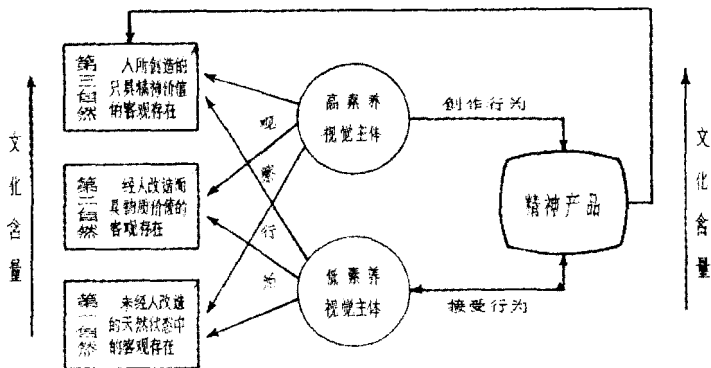 文化含量
第三自然
人所创造的
只具精神价值
的客观存在
第二自然
经人改造而
具物质价值的
客观存在
第一自然
未经人改造
的天然状态中
的客观存在
观察行为
高素养
视觉主体
低素养
视觉主体
创作行为
接受行为
精神产品
文化含量